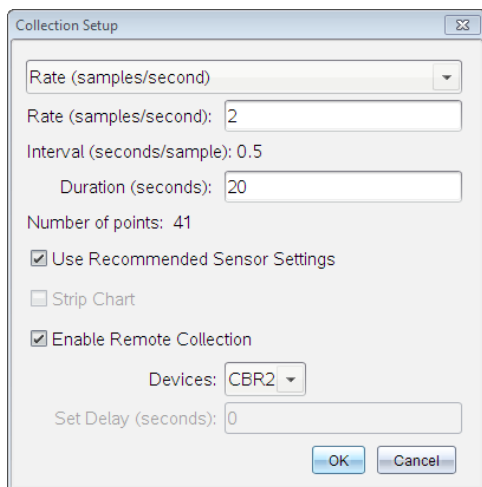 Collection Setup
Rate (samples/second)
Rate (samples/second): 2
Interval (seconds/sample): 0.5
Duration (seconds): 20
Number of points: 41
Use Recommended Sensor Settings
Strip Chart
Enable Remote Collection
Devices: CBR2
Set Delay (seconds): 0
OK Cancel